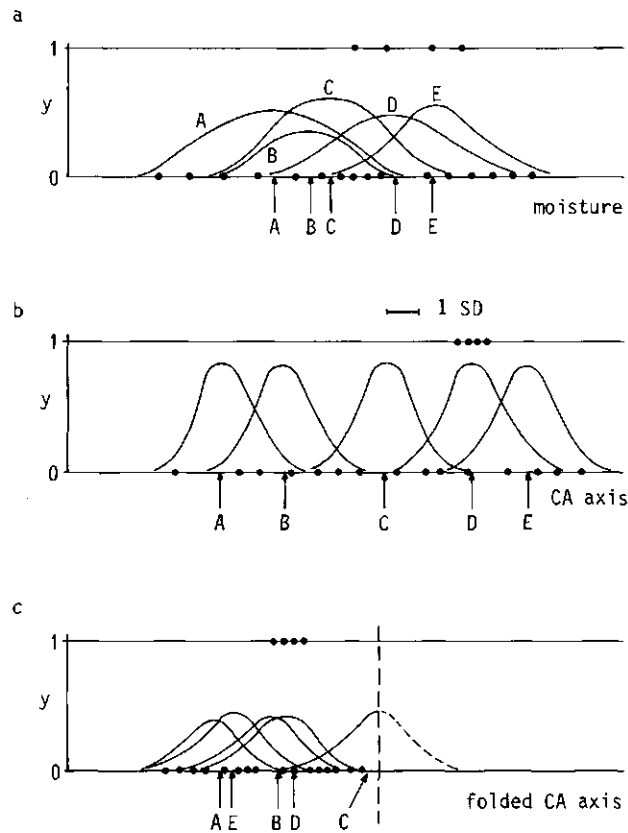 a
1
y
0
A
B
C
D
E
A B C D E
moisture
b
1 SD
1
y
0
CA axis
A B C D E
c
1
y
0
A E B D C
folded CA axis